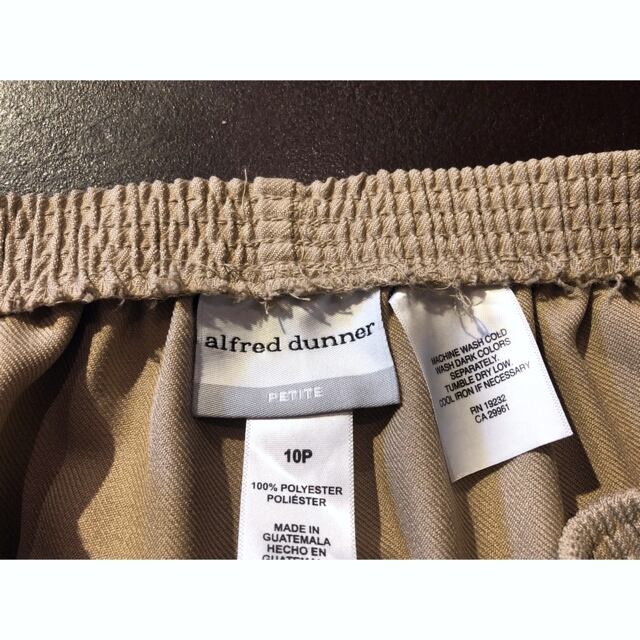 alfred dunner
PETITE
10P
100% POLYESTER
POLIÉSTER
MADE IN
GUATEMALA
HECHO EN
GUATEMALA
MACHINE WASH COLD
WASH DARK COLORS
SEPARATELY.
TUMBLE DRY LOW
COOL IRON IF NECESSARY
RN 19232
CA 29961